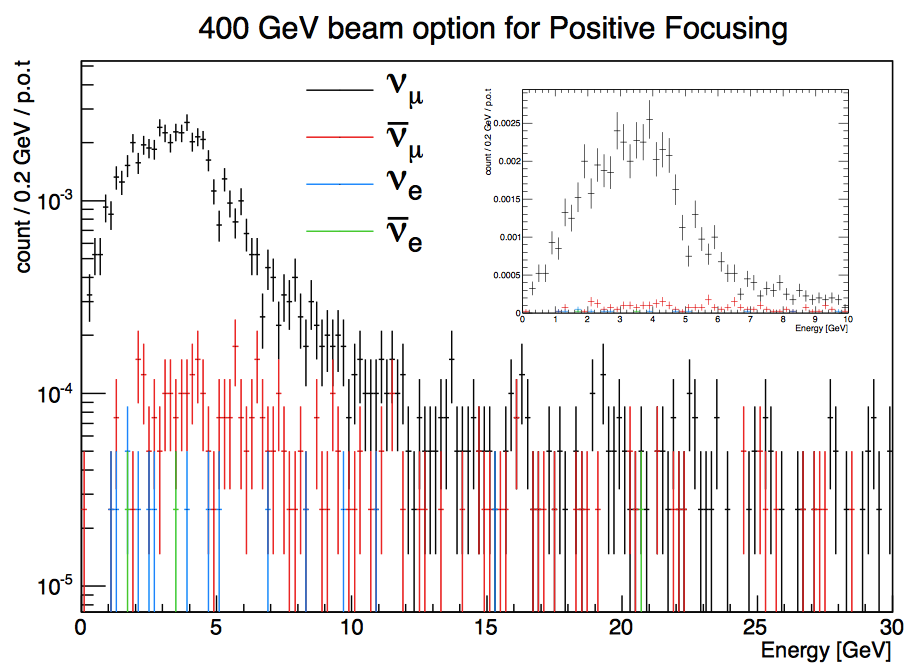 400 GeV beam option for Positive Focusing
count / 0.2 GeV / p.o.t
10⁻³
10⁻⁴
10⁻⁵
0 5 10 15 20 25 30
Energy [GeV]
ν_μ
ν̅_μ
ν_e
ν̅_e
count / 0.2 GeV / p.o.t
0.0025
0.002
0.0015
0.001
0.0005
0
0 1 2 3 4 5 6 7 8 9 10
Energy [GeV]